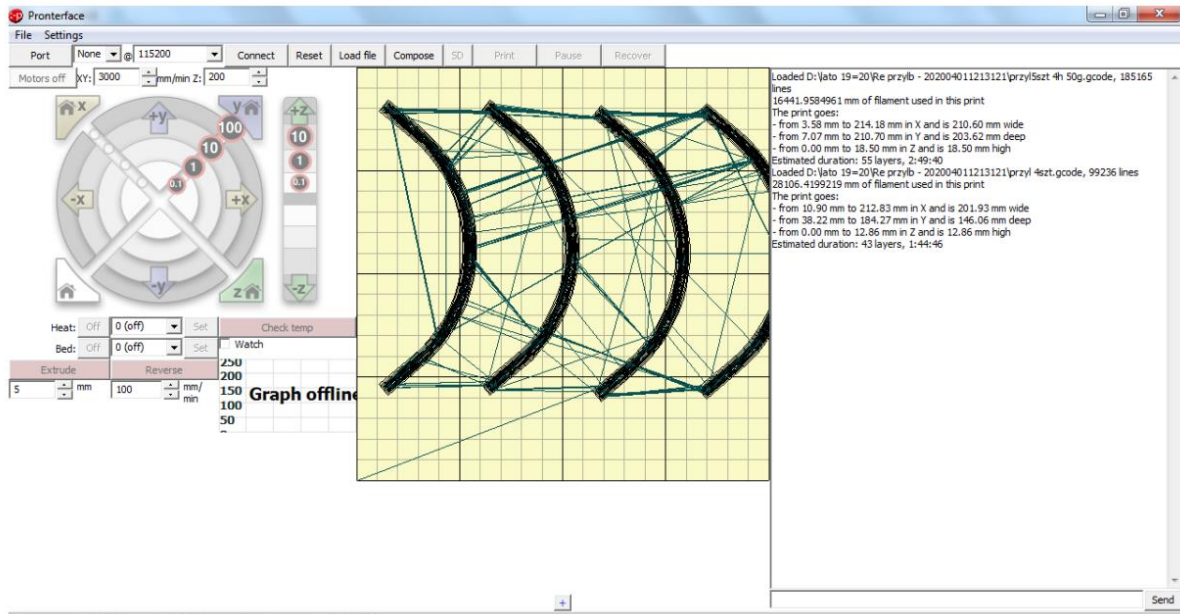 Pronterface
File Settings
Port None @ 115200 Connect Reset Load file Compose SD Print Pause Recover
Motors off XY: 3000 mm/min Z: 200
x +y y +z
100
10 10
1 1
0.1 0.1
-x +x
-y z -z
Heat: Off 0 (off) Set Check temp
Bed: Off 0 (off) Set Watch
Extrude Reverse
5 mm 100 mm/
min
250
200
150
100
50
Graph offline
Loaded D:\lato 19=20\Re przylb - 202004011213121\przyl5szt 4h 50g.gcode, 185165
lines
16441.9584961 mm of filament used in this print
The print goes:
- from 3.58 mm to 214.18 mm in X and is 210.60 mm wide
- from 7.07 mm to 210.70 mm in Y and is 203.62 mm deep
- from 0.00 mm to 18.50 mm in Z and is 18.50 mm high
Estimated duration: 55 layers, 2:49:40
Loaded D:\lato 19=20\Re przylb - 202004011213121\przyl 4szt.gcode, 99236 lines
28106.4199219 mm of filament used in this print
The print goes:
- from 10.90 mm to 212.83 mm in X and is 201.93 mm wide
- from 38.22 mm to 184.27 mm in Y and is 146.06 mm deep
- from 0.00 mm to 12.86 mm in Z and is 12.86 mm high
Estimated duration: 43 layers, 1:44:46
+
Send